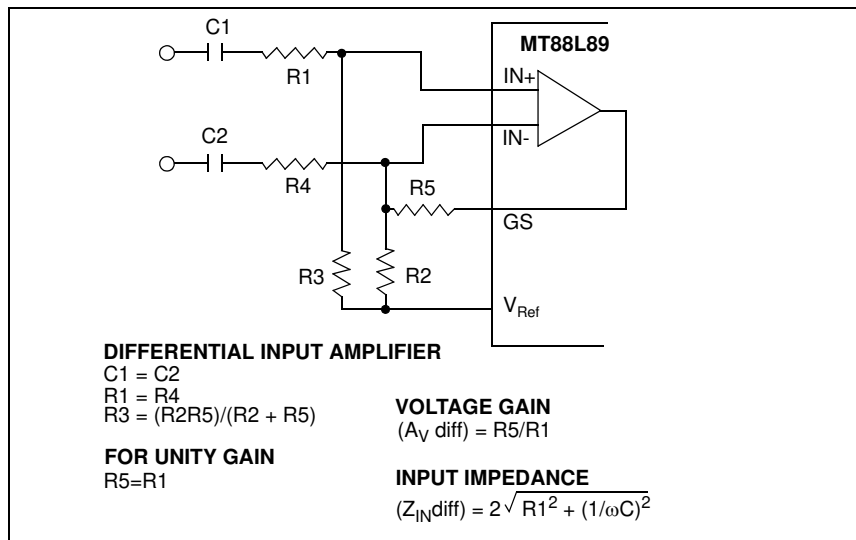 C1
R1
MT88L89
IN+
C2
IN-
R4
R5
GS
R3
R2
VRef
DIFFERENTIAL INPUT AMPLIFIER
C1 = C2
R1 = R4
R3 = (R2R5)/(R2 + R5)
VOLTAGE GAIN
(AV diff) = R5/R1
FOR UNITY GAIN
R5=R1
INPUT IMPEDANCE
(ZINdiff) = 2√R1² + (1/ωC)²